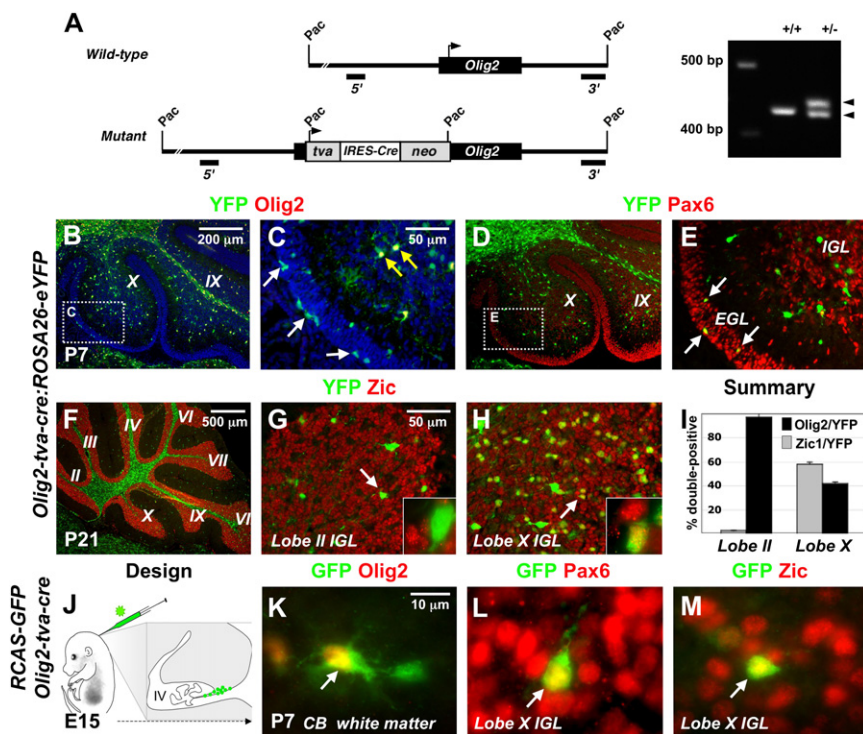 A
Wild-type
Pac
Pac
Olig2
5'
3'
Mutant
Pac
Pac
Pac
Pac
tva
IRES-Cre
neo
Olig2
5'
3'
+/+
+/-
500 bp
400 bp
Olig2-tva-cre:ROSA26-eYFP
YFP Olig2
YFP Pax6
B
200 µm
X
IX
C
P7
C
50 µm
D
X
IX
E
E
IGL
EGL
YFP Zic
Summary
F
500 µm
II
III
IV
VI
VII
VI
IX
X
P21
G
50 µm
Lobe II IGL
H
Lobe X IGL
I
% double-positive
80
60
40
20
Olig2/YFP
Zic1/YFP
Lobe II
Lobe X
RCAS-GFP
Olig2-tva-cre
Design
GFP Olig2
GFP Pax6
GFP Zic
J
IV
E15
K
10 µm
P7 CB white matter
L
Lobe X IGL
M
Lobe X IGL